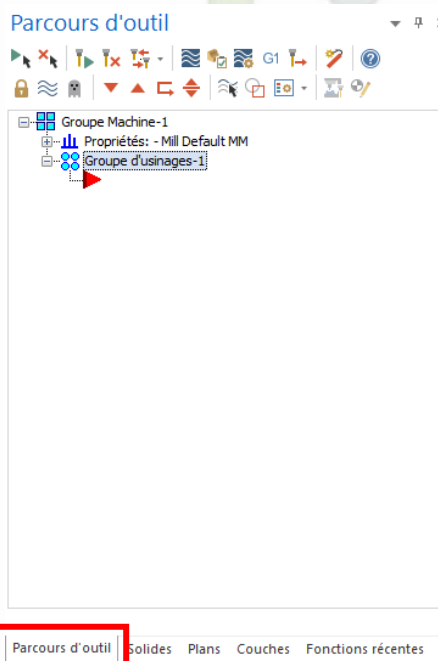 Parcours d'outil
G1
Groupe Machine-1
Propriétés: - Mill Default MM
Groupe d'usinages-1
Parcours d'outil Solides Plans Couches Fonctions récentes